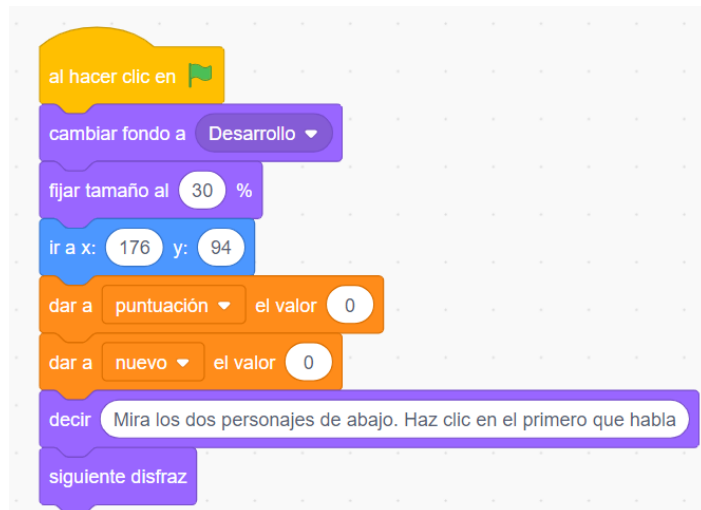 al hacer clic en
cambiar fondo a Desarrollo
fijar tamaño al 30 %
ir a x: 176 y: 94
dar a puntuación el valor 0
dar a nuevo el valor 0
decir Mira los dos personajes de abajo. Haz clic en el primero que habla
siguiente disfraz